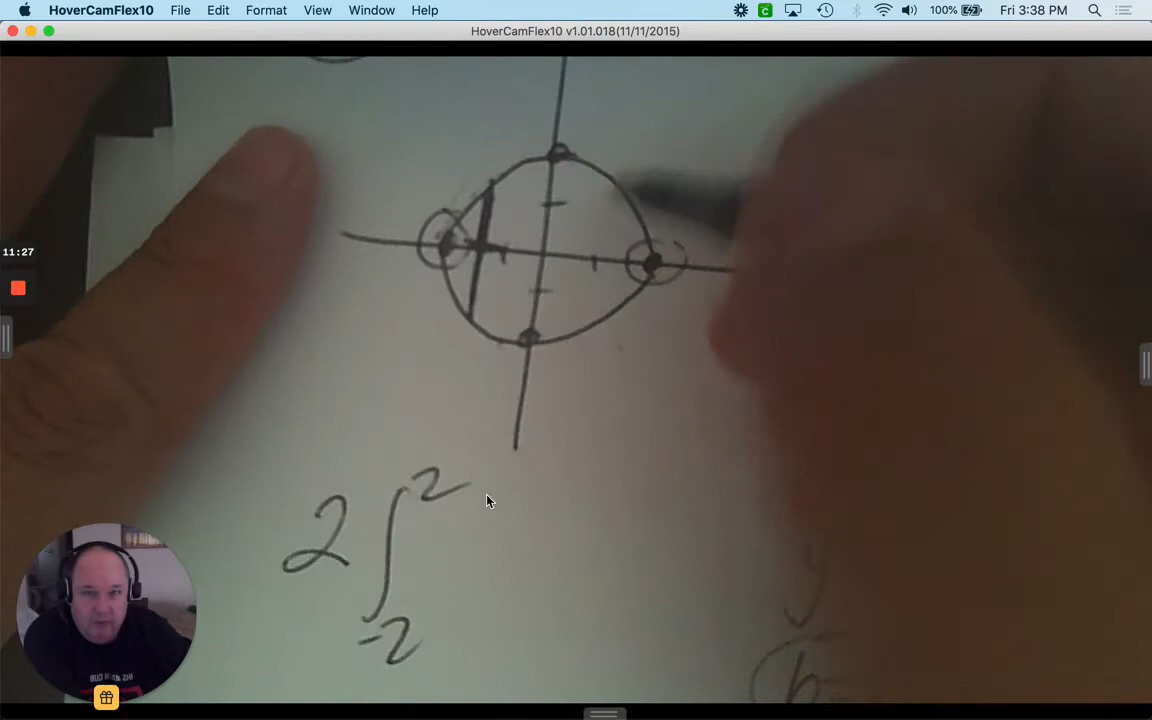 HoverCamFlex10 File Edit Format View Window Help 100% Fri 3:38 PM
HoverCamFlex10 v1.01.018(11/11/2015)
11:27
2 ∫ 2
-2
y
b